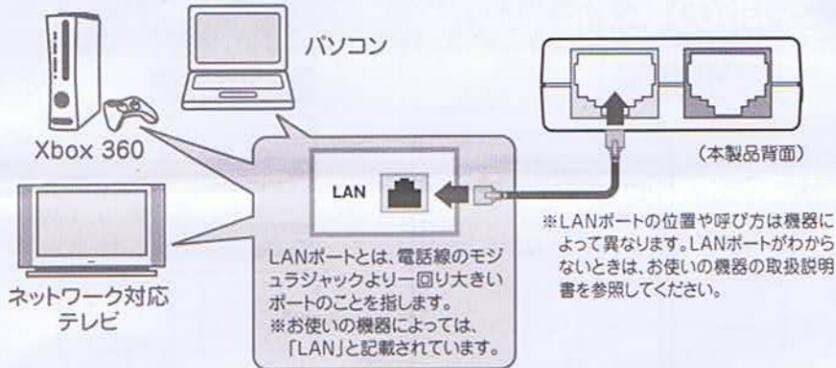 パソコン
Xbox 360
ネットワーク対応
テレビ
LAN
LANポートとは、電話線のモジ
ュラジャックより一回り大きい
ポートのことを指します。
※お使いの機器によっては、
「LAN」と記載されています。
(本製品背面)
※LANポートの位置や呼び方は機器に
よって異なります。LANポートがわから
ないときは、お使いの機器の取扱説明
書を参照してください。